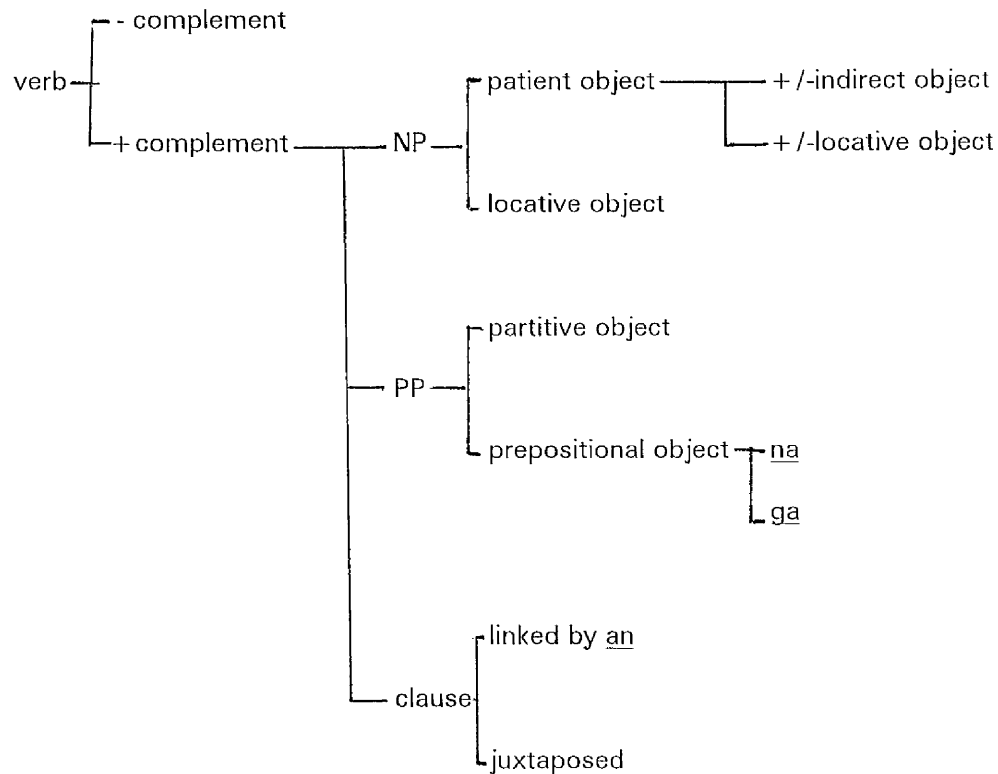 - complement
verb
patient object
+/-indirect object
+ complement
NP
+/-locative object
locative object
partitive object
PP
prepositional object
na
ga
linked by an
clause
juxtaposed